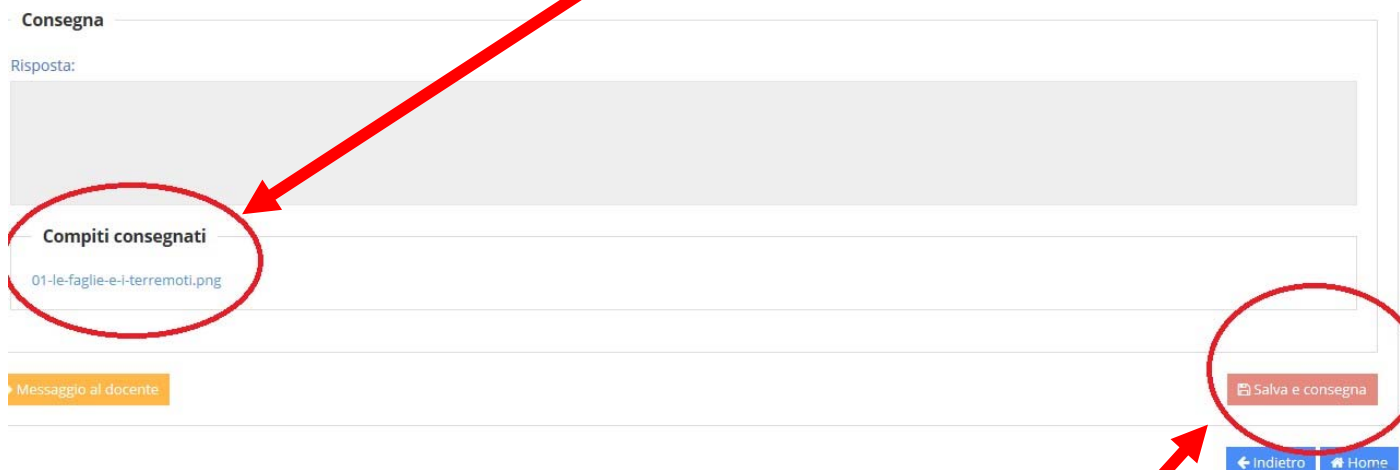 Consegna
Risposta:
Compiti consegnati
01-le-faglie-e-i-terremoti.png
Messaggio al docente
Salva e consegna
Indietro Home